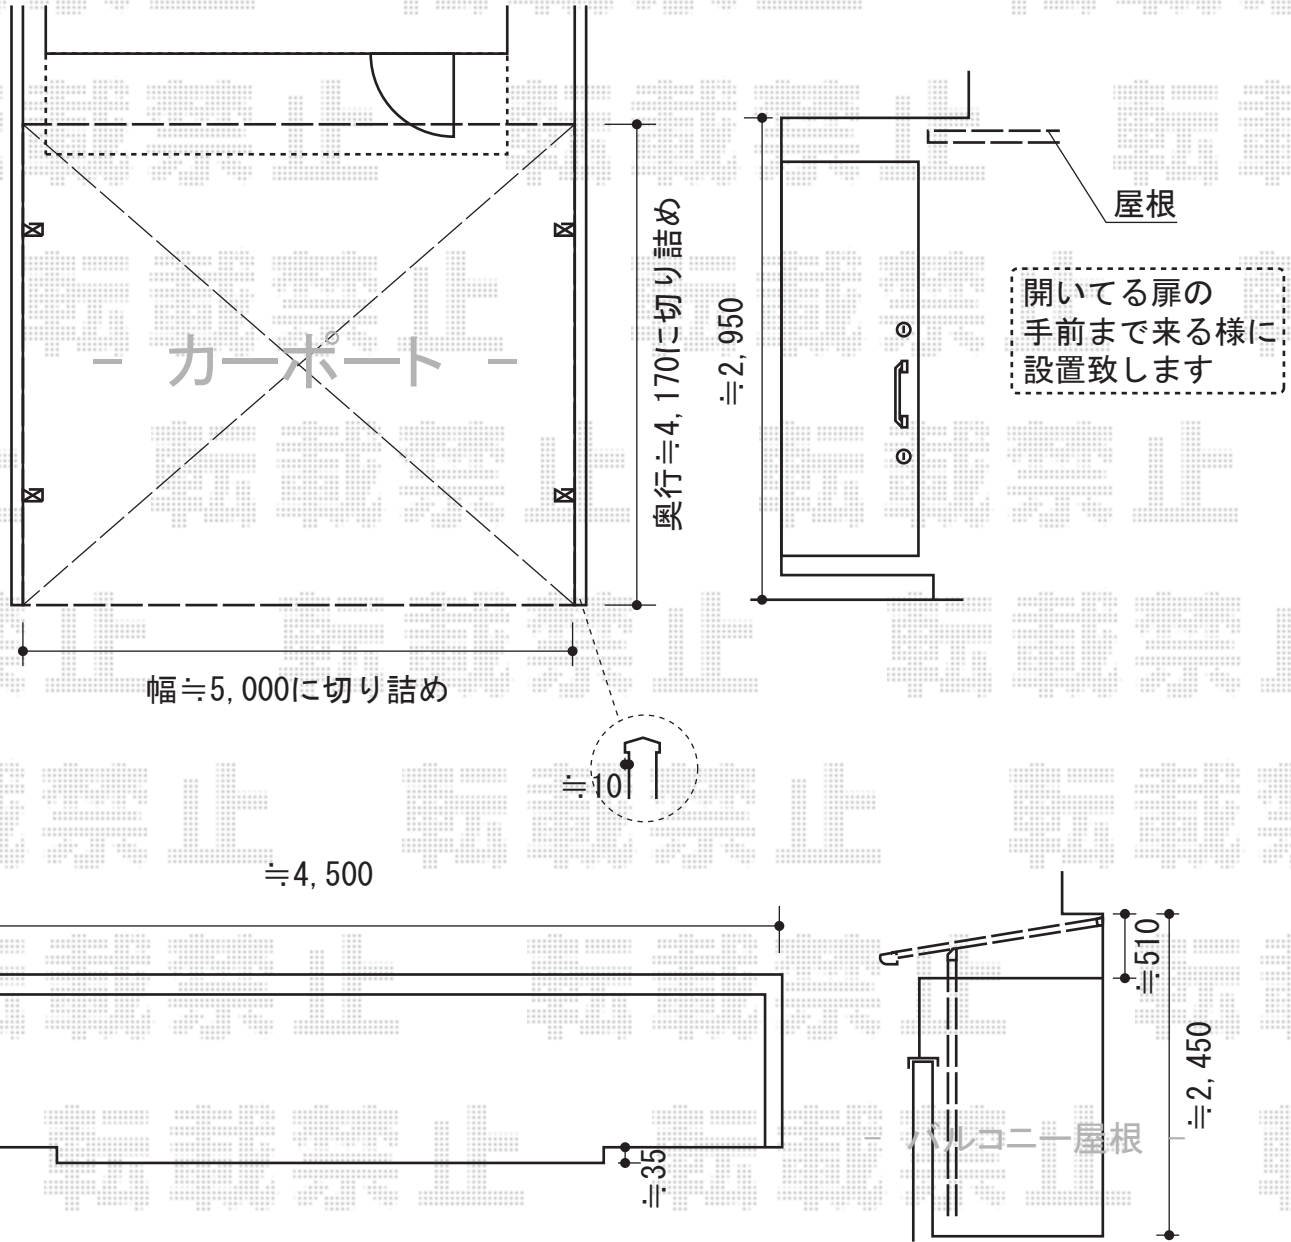 屋根
開いてる扉の
手前まで来る様に
設置致します
- カーポート -
奥行≒4,170に切り詰め
≒2,950
幅≒5,000に切り詰め
≒10
≒4,500
≒510
≒2,450
- バルコニー屋根 -
≒35
転載禁止